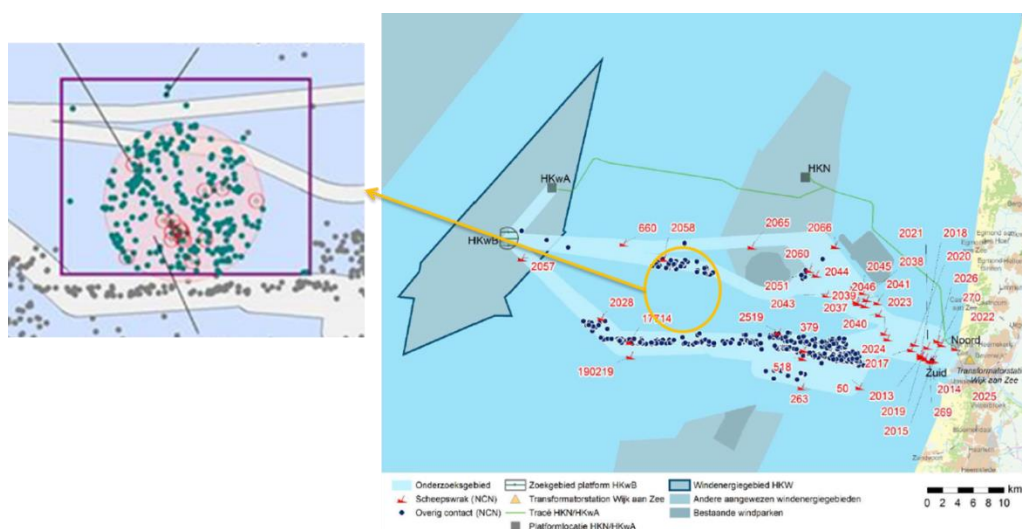 HKN
HKwA
660 2058
2065
2066
2021
2018
Egmond aan Zee
2020
HKwB
2057
2060
2045
2038
2044
2041
2026
2051
2046
270
2043
2039
2023
2022
2037
2028
17714
2519
379
2040
Noord
2024
518
2017
Zuid
Transformatorstation
Wijk aan Zee
190219
263
50
2013
2014
2025
2019
269
2015
Onderzoeksgebied
Scheepswrak (NCN)
Overig contact (NCN)
Zoekgebied platform HKwB
Transformatorstation Wijk aan Zee
Tracé HKN/HKwA
Platformlocatie HKN/HKwA
Windenergiegebied HKW
Andere aangewezen windenergiegebieden
Bestaande windparken
km
0 2 4 6 8 10